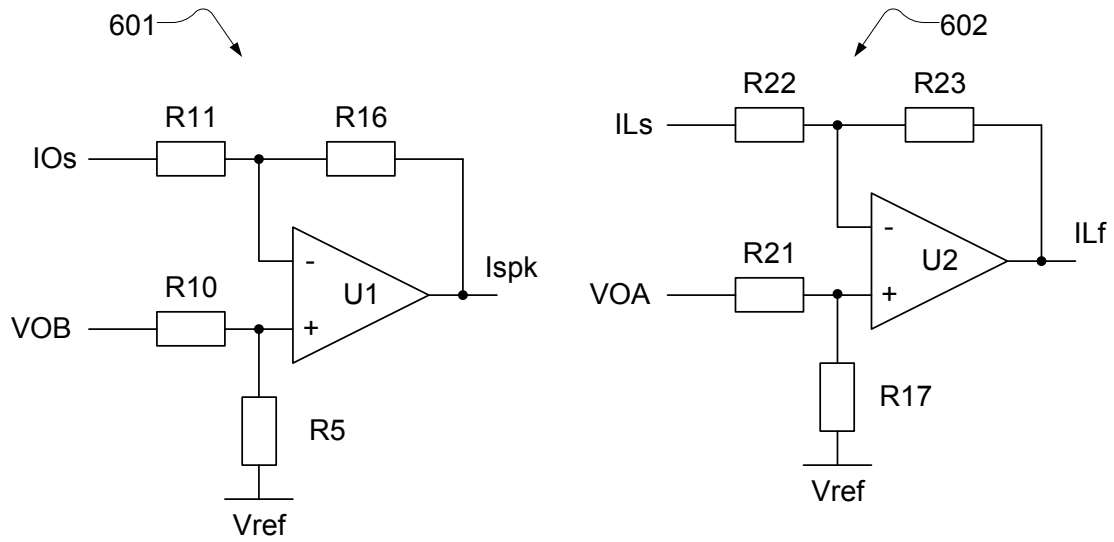 601
R11
R16
IOs
-
U1
Ispk
R10
VOB
+
R5
Vref
602
R22
R23
ILs
-
U2
ILf
R21
VOA
+
R17
Vref